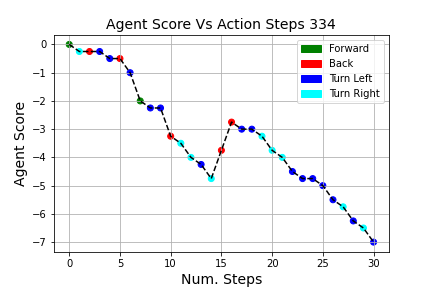 Agent Score Vs Action Steps 334
Forward
Back
Turn Left
Turn Right
Agent Score
0
−1
−2
−3
−4
−5
−6
−7
0 5 10 15 20 25 30
Num. Steps